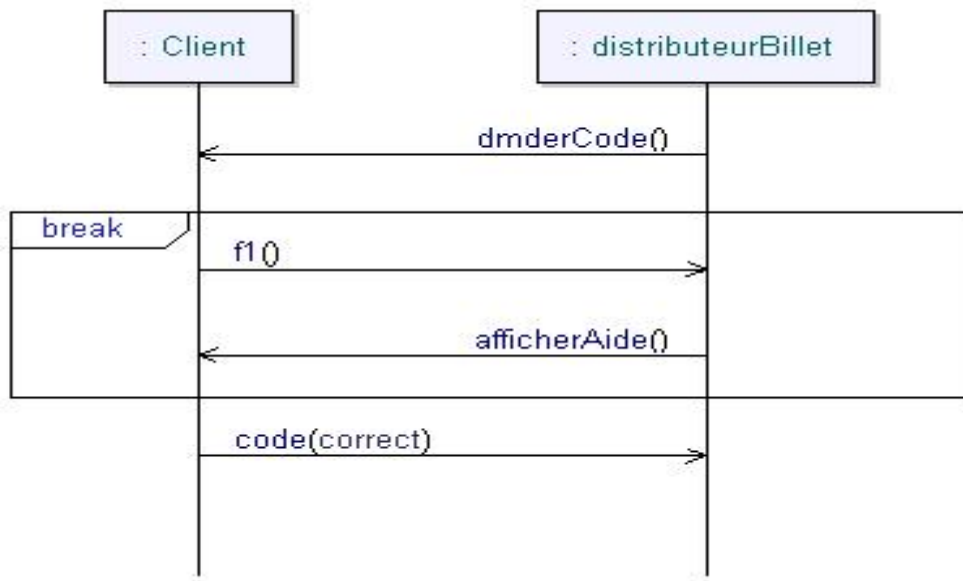 : Client
: distributeurBillet
dmderCode()
break
f1()
afficherAide()
code(correct)